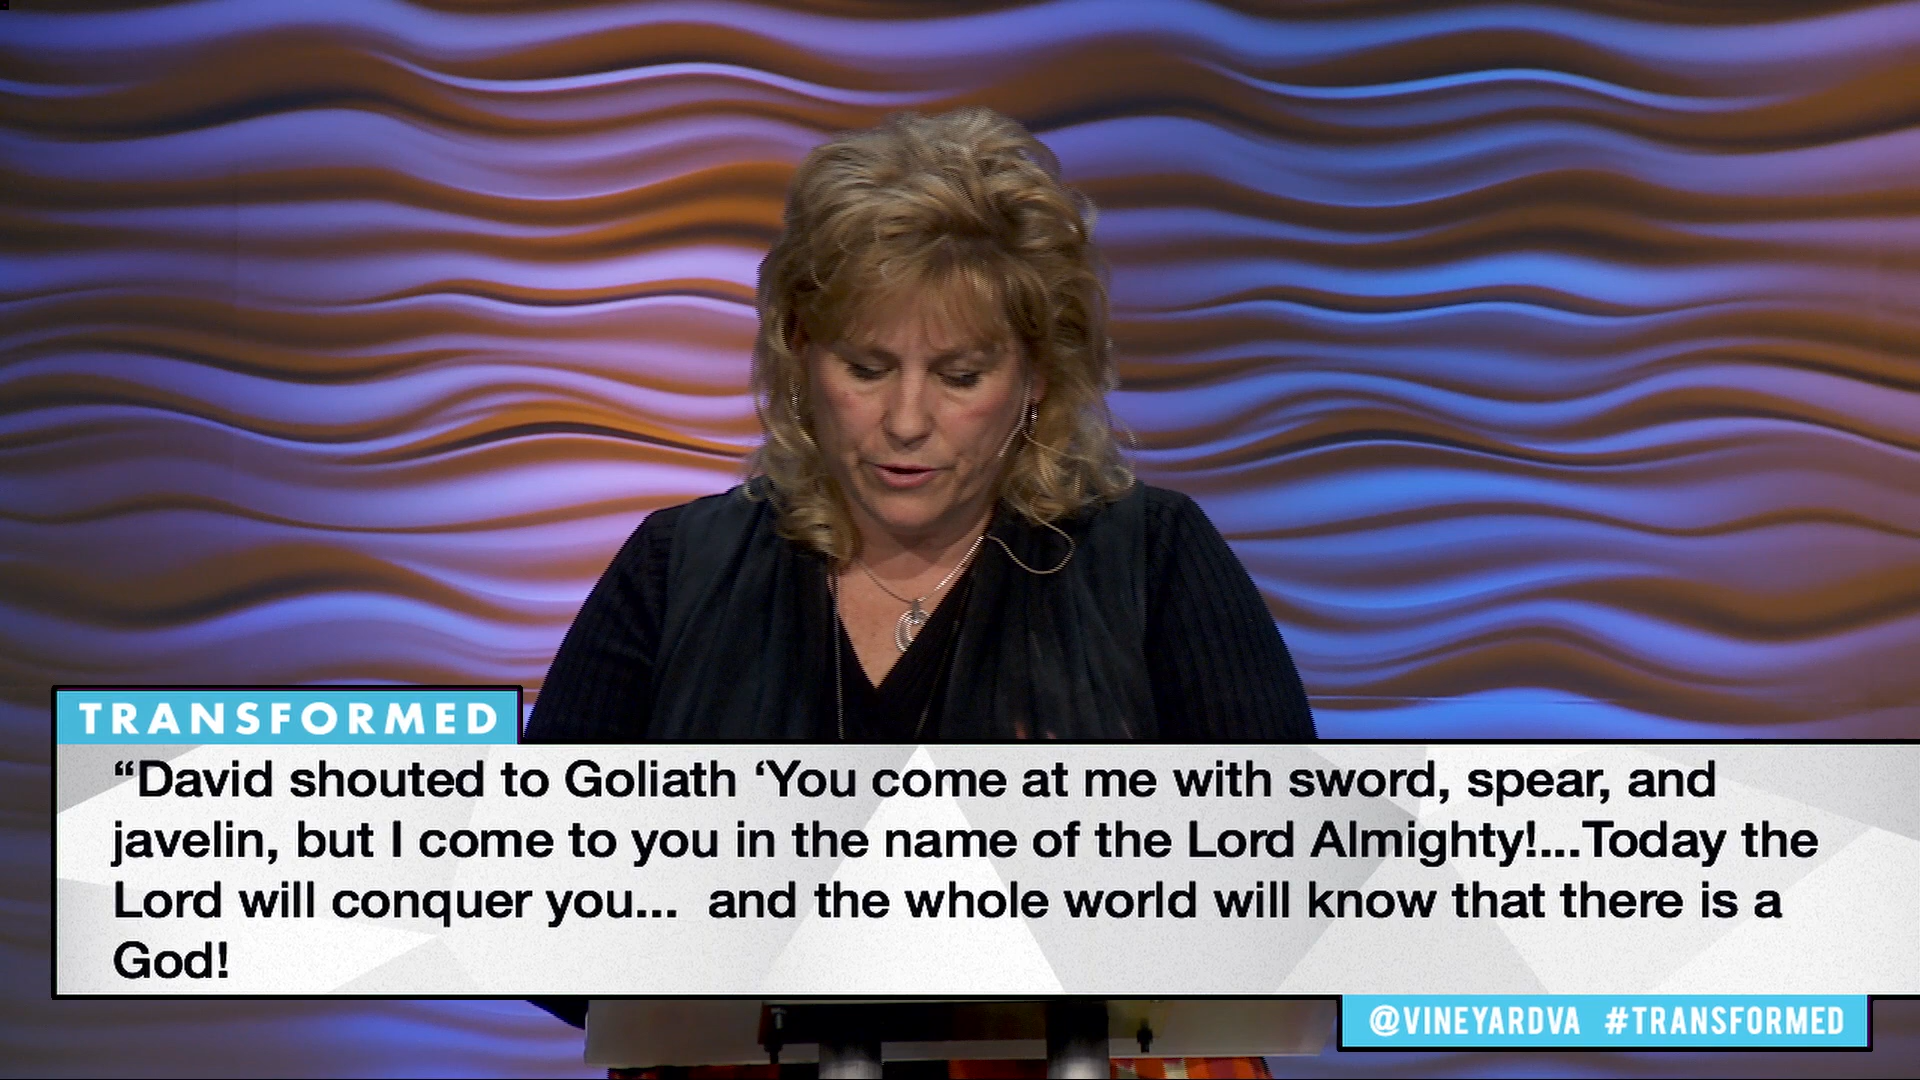 TRANSFORMED
“David shouted to Goliath ‘You come at me with sword, spear, and
javelin, but I come to you in the name of the Lord Almighty!...Today the
Lord will conquer you...  and the whole world will know that there is a
God!
@VINEYARDVA #TRANSFORMED